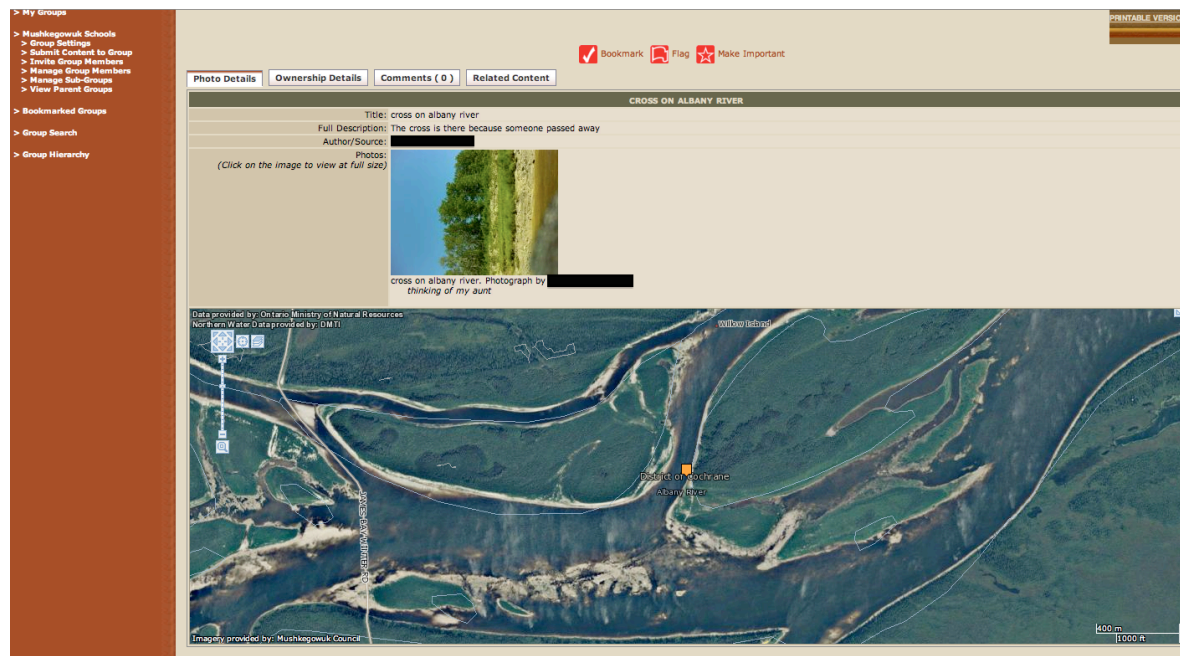 > My Groups
> Mushkegowuk Schools
> Group Settings
> Submit Content to Group
> Invite Group Members
> Manage Group Members
> Manage Sub-Groups
> View Parent Groups
> Bookmarked Groups
> Group Search
> Group Hierarchy
PRINTABLE VERSIO
Bookmark Flag Make Important
Photo Details Ownership Details Comments ( 0 ) Related Content
CROSS ON ALBANY RIVER
Title: cross on albany river
Full Description: The cross is there because someone passed away
Author/Source:
Photos:
(Click on the image to view at full size)
cross on albany river. Photograph by
thinking of my aunt
Data provided by: Ontario Ministry of Natural Resources
Northern Water Data provided by: DMTI
Willow Island
District of Cochrane
Albany River
JAMES BAY WINTER RD
Imagery provided by: Mushkegowuk Council
400 m
1000 ft